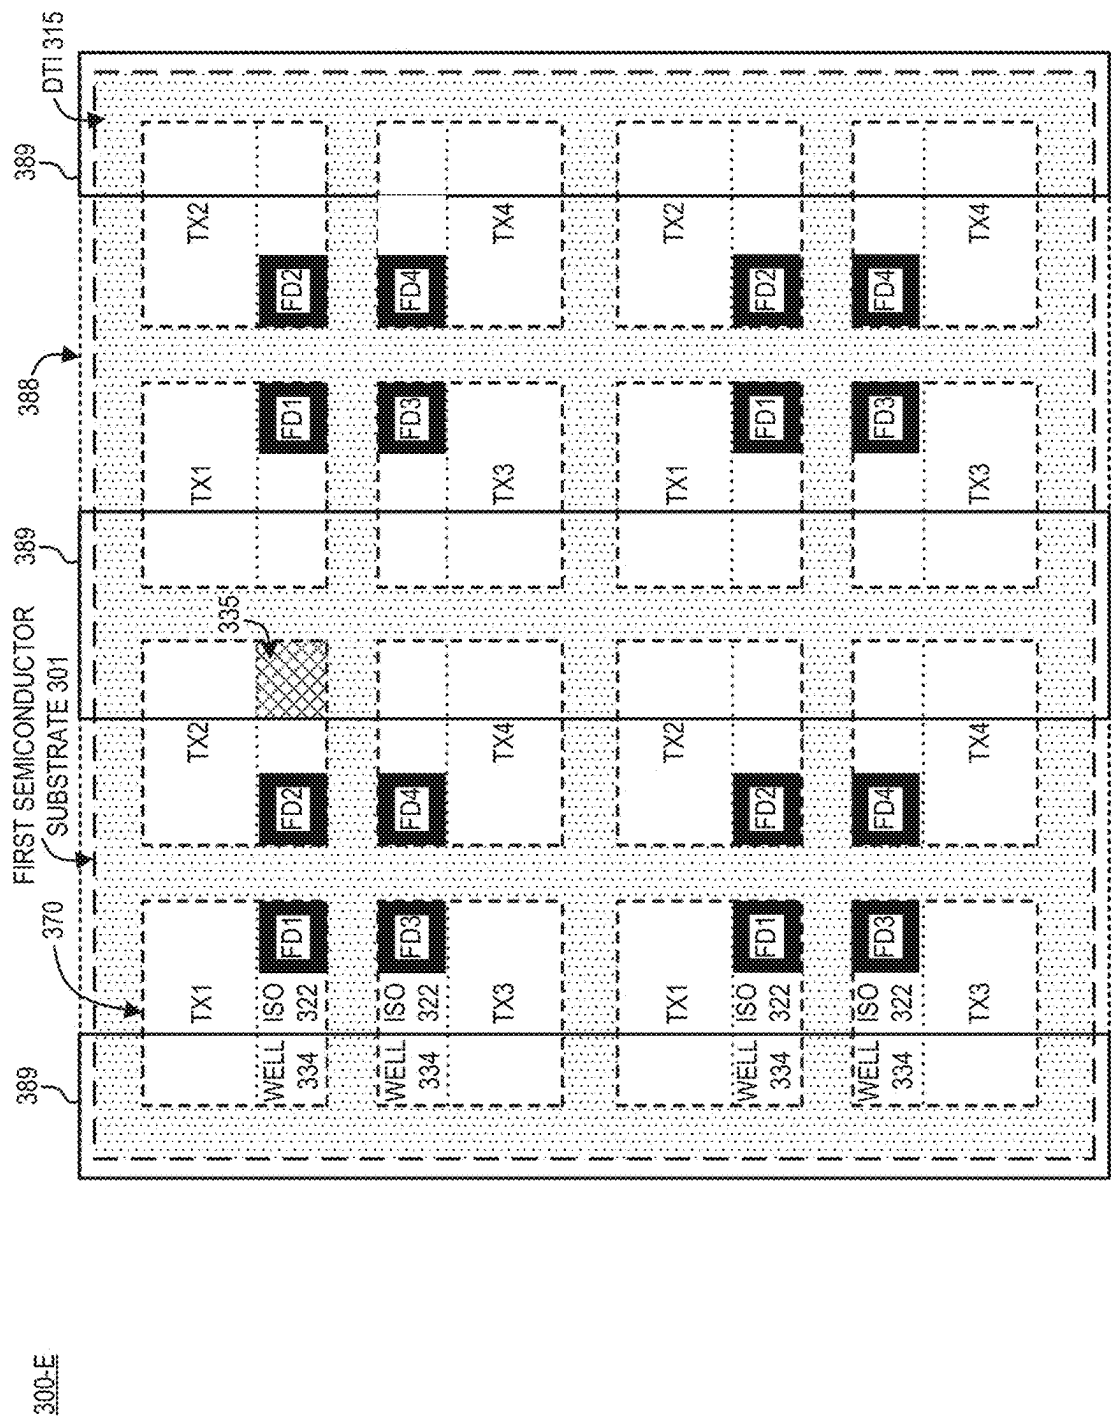 300-E
389
370
FIRST SEMICONDUCTOR
SUBSTRATE 301
389
388
389
DTI 315
335
TX1 TX2 TX1 TX2
WELL ISO
334 322
FD1 FD2 FD1 FD2
WELL ISO
334 322
FD3 FD4 FD3 FD4
TX3 TX4 TX3 TX4
TX1 TX2 TX1 TX2
WELL ISO
334 322
FD1 FD2 FD1 FD2
WELL ISO
334 322
FD3 FD4 FD3 FD4
TX3 TX4 TX3 TX4